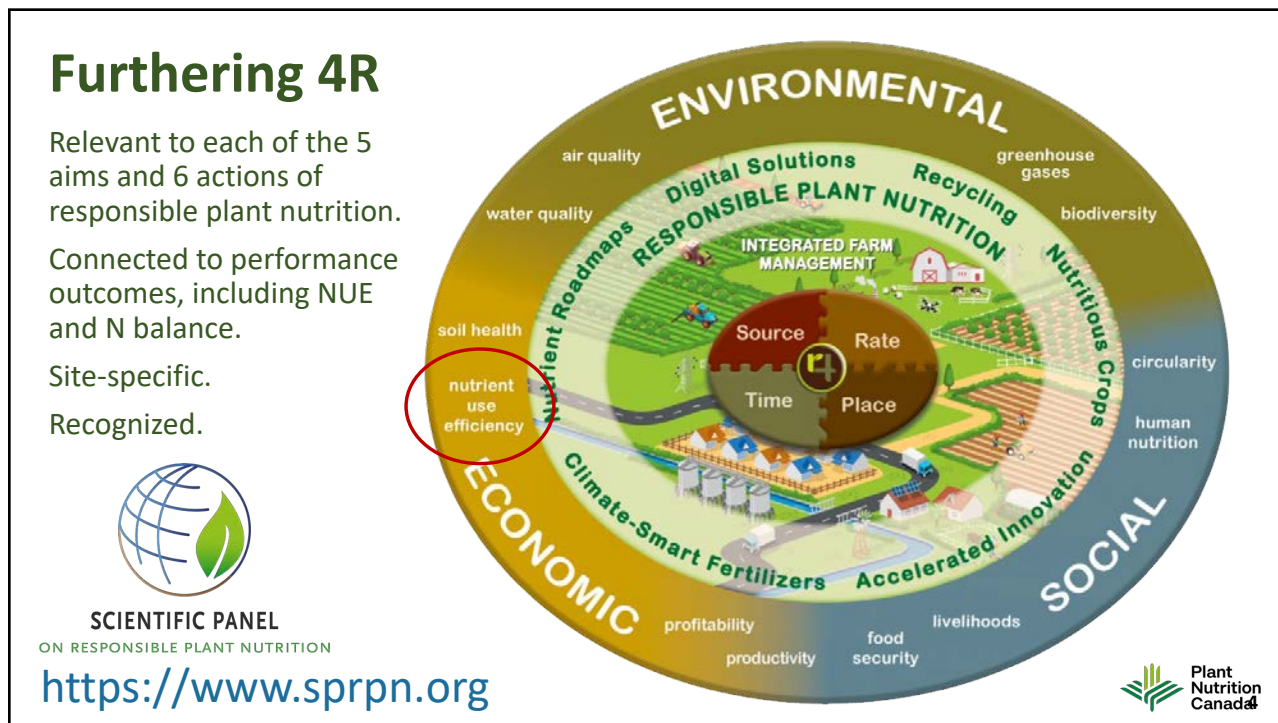 Furthering 4R
Relevant to each of the 5
aims and 6 actions of
responsible plant nutrition.
Connected to performance
outcomes, including NUE
and N balance.
Site-specific.
Recognized.
SCIENTIFIC PANEL
ON RESPONSIBLE PLANT NUTRITION
https://www.sprpn.org
ENVIRONMENTAL
air quality
greenhouse
gases
water quality
biodiversity
soil health
nutrient
use
efficiency
circularity
human
nutrition
ECONOMIC
SOCIAL
profitability
productivity
food
security
livelihoods
Digital Solutions
Recycling
Nutrient Roadmaps
Nutritious Crops
Climate-Smart Fertilizers
Accelerated Innovation
RESPONSIBLE PLANT NUTRITION
INTEGRATED FARM
MANAGEMENT
Source
Rate
r4
Time
Place
Plant
Nutrition
Canada
4